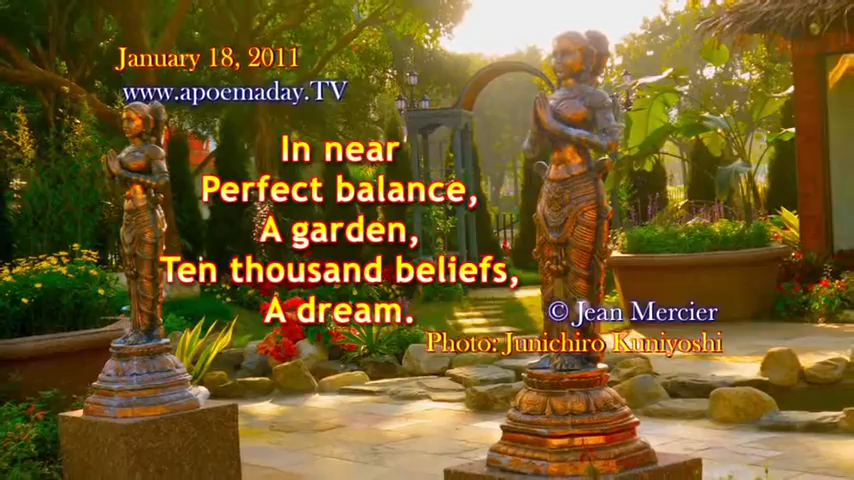 January 18, 2011
www.apoemaday.TV
In near
Perfect balance,
A garden,
Ten thousand beliefs,
A dream.
© Jean Mercier
Photo: Junichiro Kuniyoshi